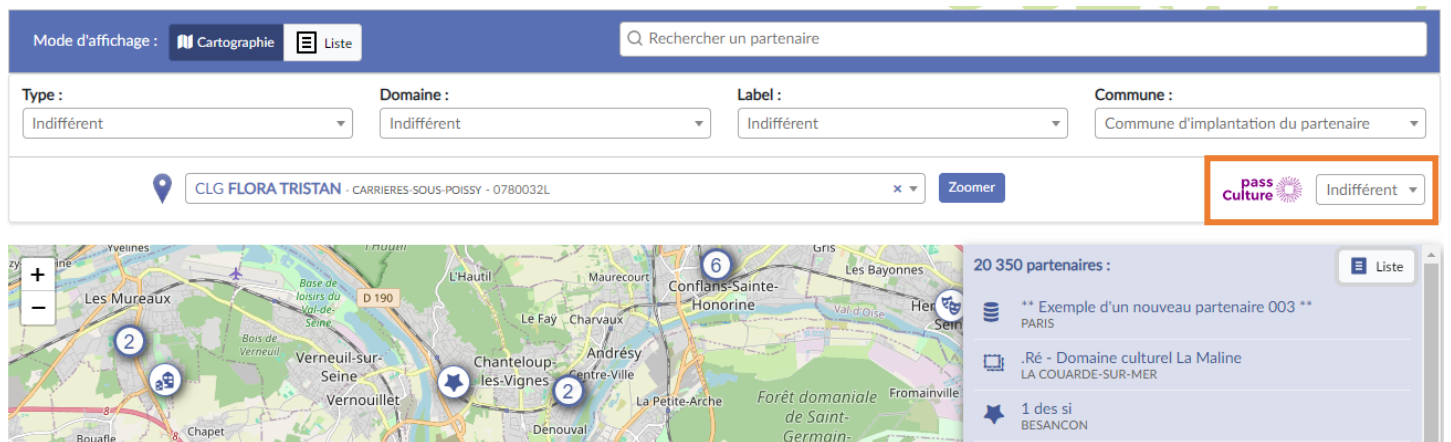 Mode d'affichage : Cartographie Liste Rechercher un partenaire
Type : Domaine : Label : Commune :
Indifférent Indifférent Indifférent Commune d'implantation du partenaire
CLG FLORA TRISTAN - CARRIERES-SOUS-POISSY - 0780032L × Zoomer pass Culture Indifférent
Yvelines
+
−
Les Mureaux
Base de
loisirs du
Val-de-
Seine
D 190
L'Hautil
Maurecourt
6
Conflans-Sainte-
Honorine
Gris
Les Bayonnes
Val d'Oise
Le Faÿ
Charvaux
2
Bois de
Verneuil
Verneuil-sur-
Seine
Vernouillet
Chanteloup-
les-Vignes
Andrésy
Centre-Ville
2
La Petite-Arche
Forêt domaniale
de Saint-
Germain-
Fromainville
Denouval
Chapet
Bouafle
20 350 partenaires : Liste
** Exemple d'un nouveau partenaire 003 **
PARIS
.Ré - Domaine culturel La Maline
LA COUARDE-SUR-MER
1 des si
BESANCON